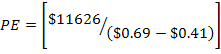 PE = [$11626/($0.69 − $0.41)]